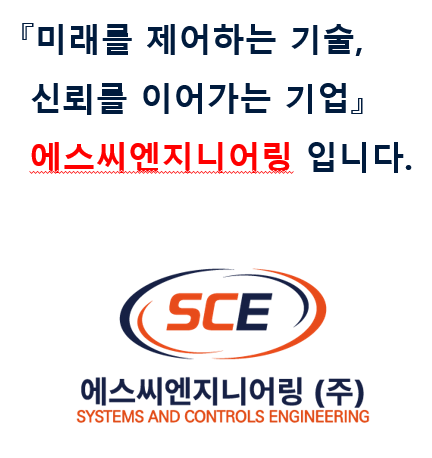 『미래를 제어하는 기술,
신뢰를 이어가는 기업』
에스씨엔지니어링 입니다.
SCE
에스씨엔지니어링 (주)
SYSTEMS AND CONTROLS ENGINEERING